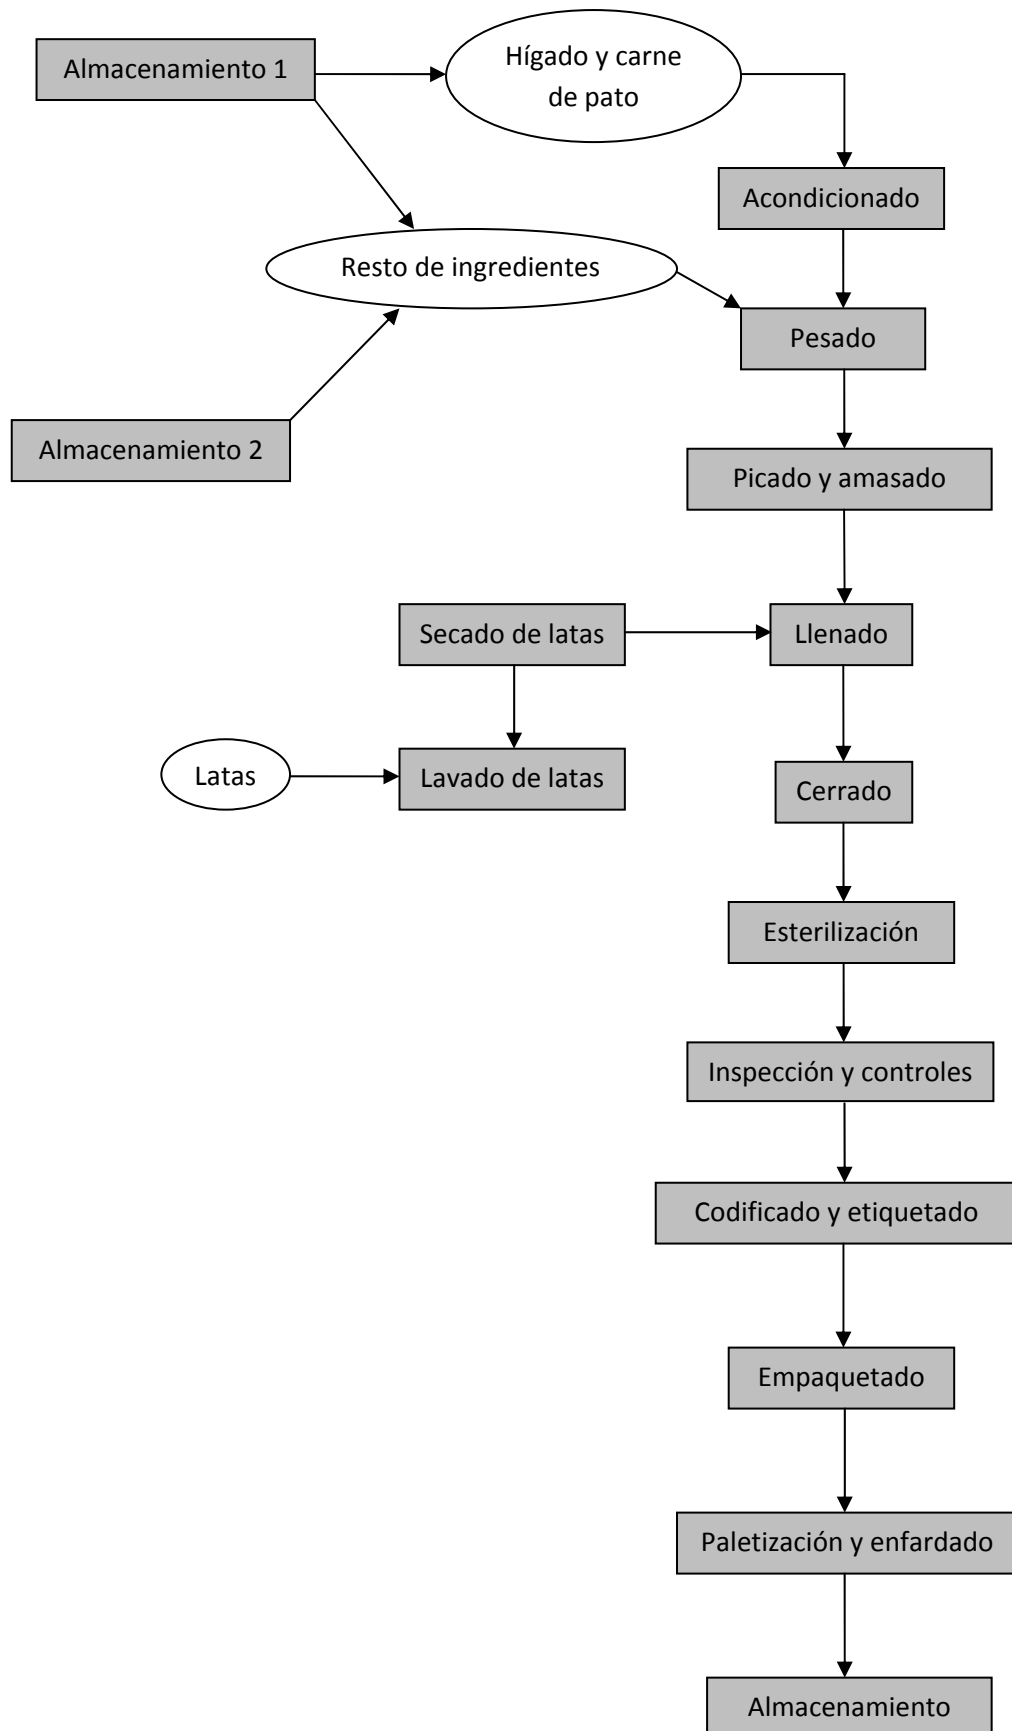 Almacenamiento 1
Hígado y carne
de pato
Acondicionado
Resto de ingredientes
Pesado
Almacenamiento 2
Picado y amasado
Secado de latas
Llenado
Latas
Lavado de latas
Cerrado
Esterilización
Inspección y controles
Codificado y etiquetado
Empaquetado
Paletización y enfardado
Almacenamiento